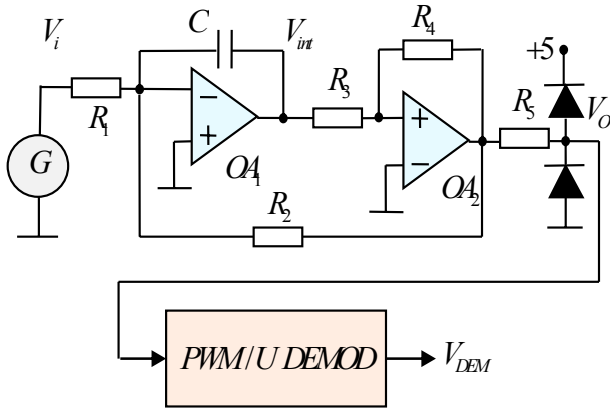 V_i
C
V_int
R_4
+5
R_1
R_3
R_5
V_O
−
+
+
−
G
OA_1
OA_2
R_2
PWM/U DEMOD
V_DEM